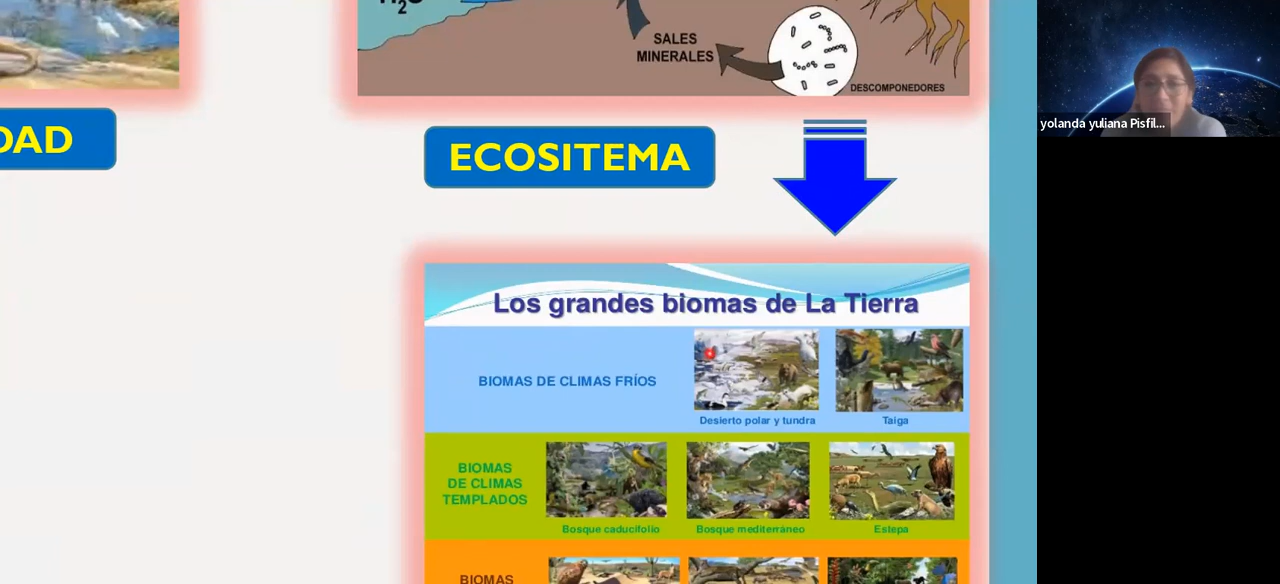 H₂O
SALES
MINERALES
DESCOMPONEDORES
yolanda yuliana Pisfil...
DAD
ECOSITEMA
Los grandes biomas de La Tierra
BIOMAS DE CLIMAS FRÍOS
Desierto polar y tundra
Taiga
BIOMAS
DE CLIMAS
TEMPLADOS
Bosque caducifolio
Bosque mediterráneo
Estepa
BIOMAS